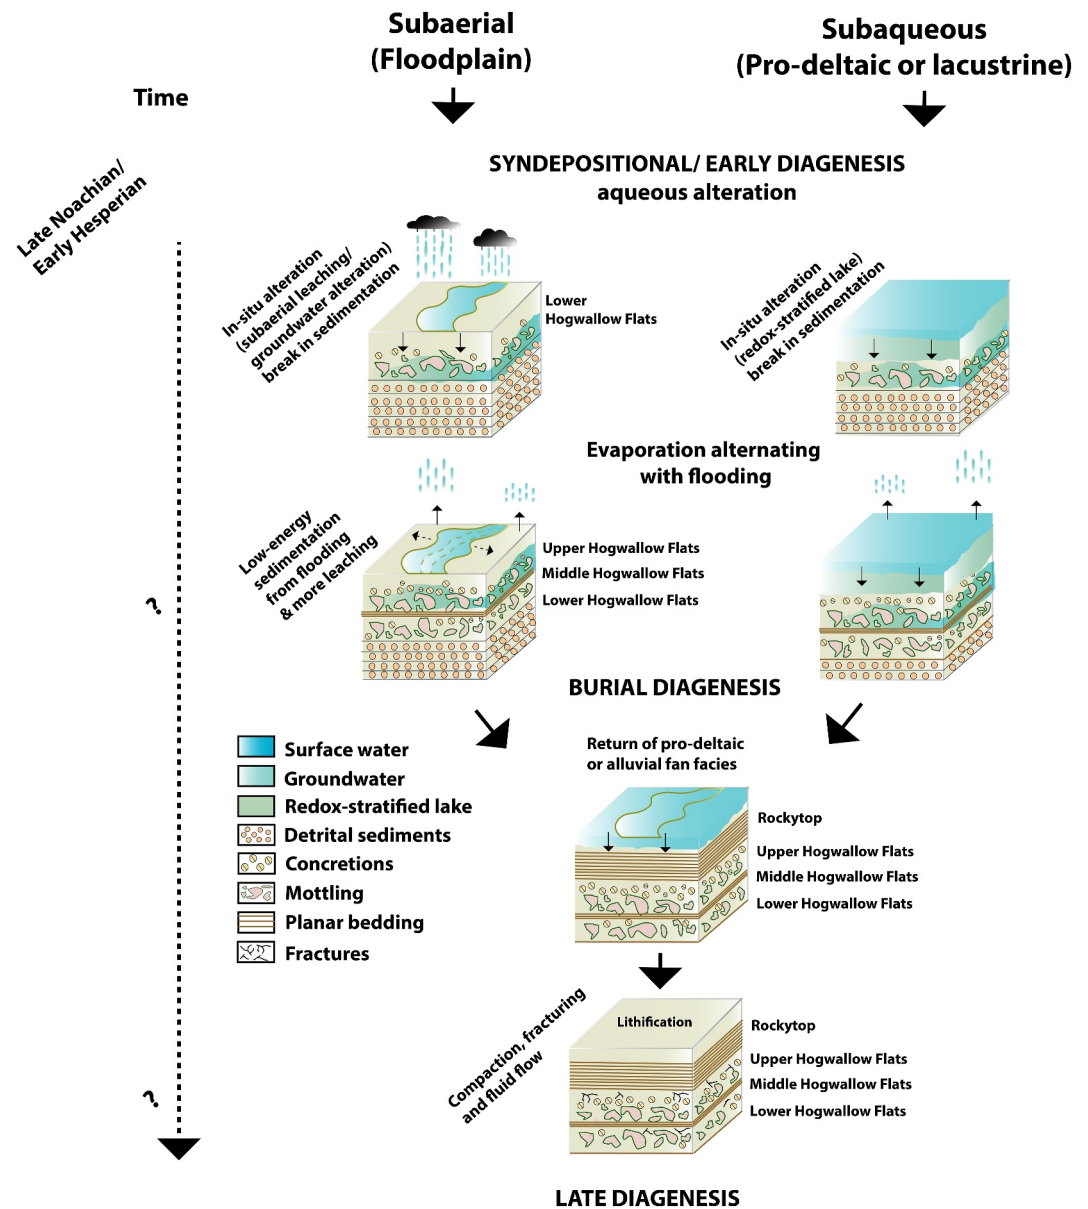 Subaerial
(Floodplain)
Subaqueous
(Pro-deltaic or lacustrine)
Time
Late Noachian/
Early Hesperian
SYNDEPOSITIONAL/ EARLY DIAGENESIS
aqueous alteration
In-situ alteration
(subaerial leaching/
groundwater alteration)
break in sedimentation
Lower
Hogwallow Flats
In-situ alteration
(redox-stratified lake)
break in sedimentation
Evaporation alternating
with flooding
Low-energy
sedimentation
from flooding
& more leaching
Upper Hogwallow Flats
Middle Hogwallow Flats
Lower Hogwallow Flats
?
BURIAL DIAGENESIS
Return of pro-deltaic
or alluvial fan facies
Surface water
Groundwater
Redox-stratified lake
Detrital sediments
Concretions
Mottling
Planar bedding
Fractures
Rockytop
Upper Hogwallow Flats
Middle Hogwallow Flats
Lower Hogwallow Flats
Compaction, fracturing
and fluid flow
Lithification
Rockytop
Upper Hogwallow Flats
Middle Hogwallow Flats
Lower Hogwallow Flats
?
LATE DIAGENESIS